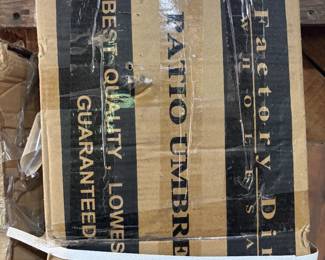 Factory Di
WHOLESA
PATIO UMBRE
BEST QUALITY, LOWES
GUARANTEED